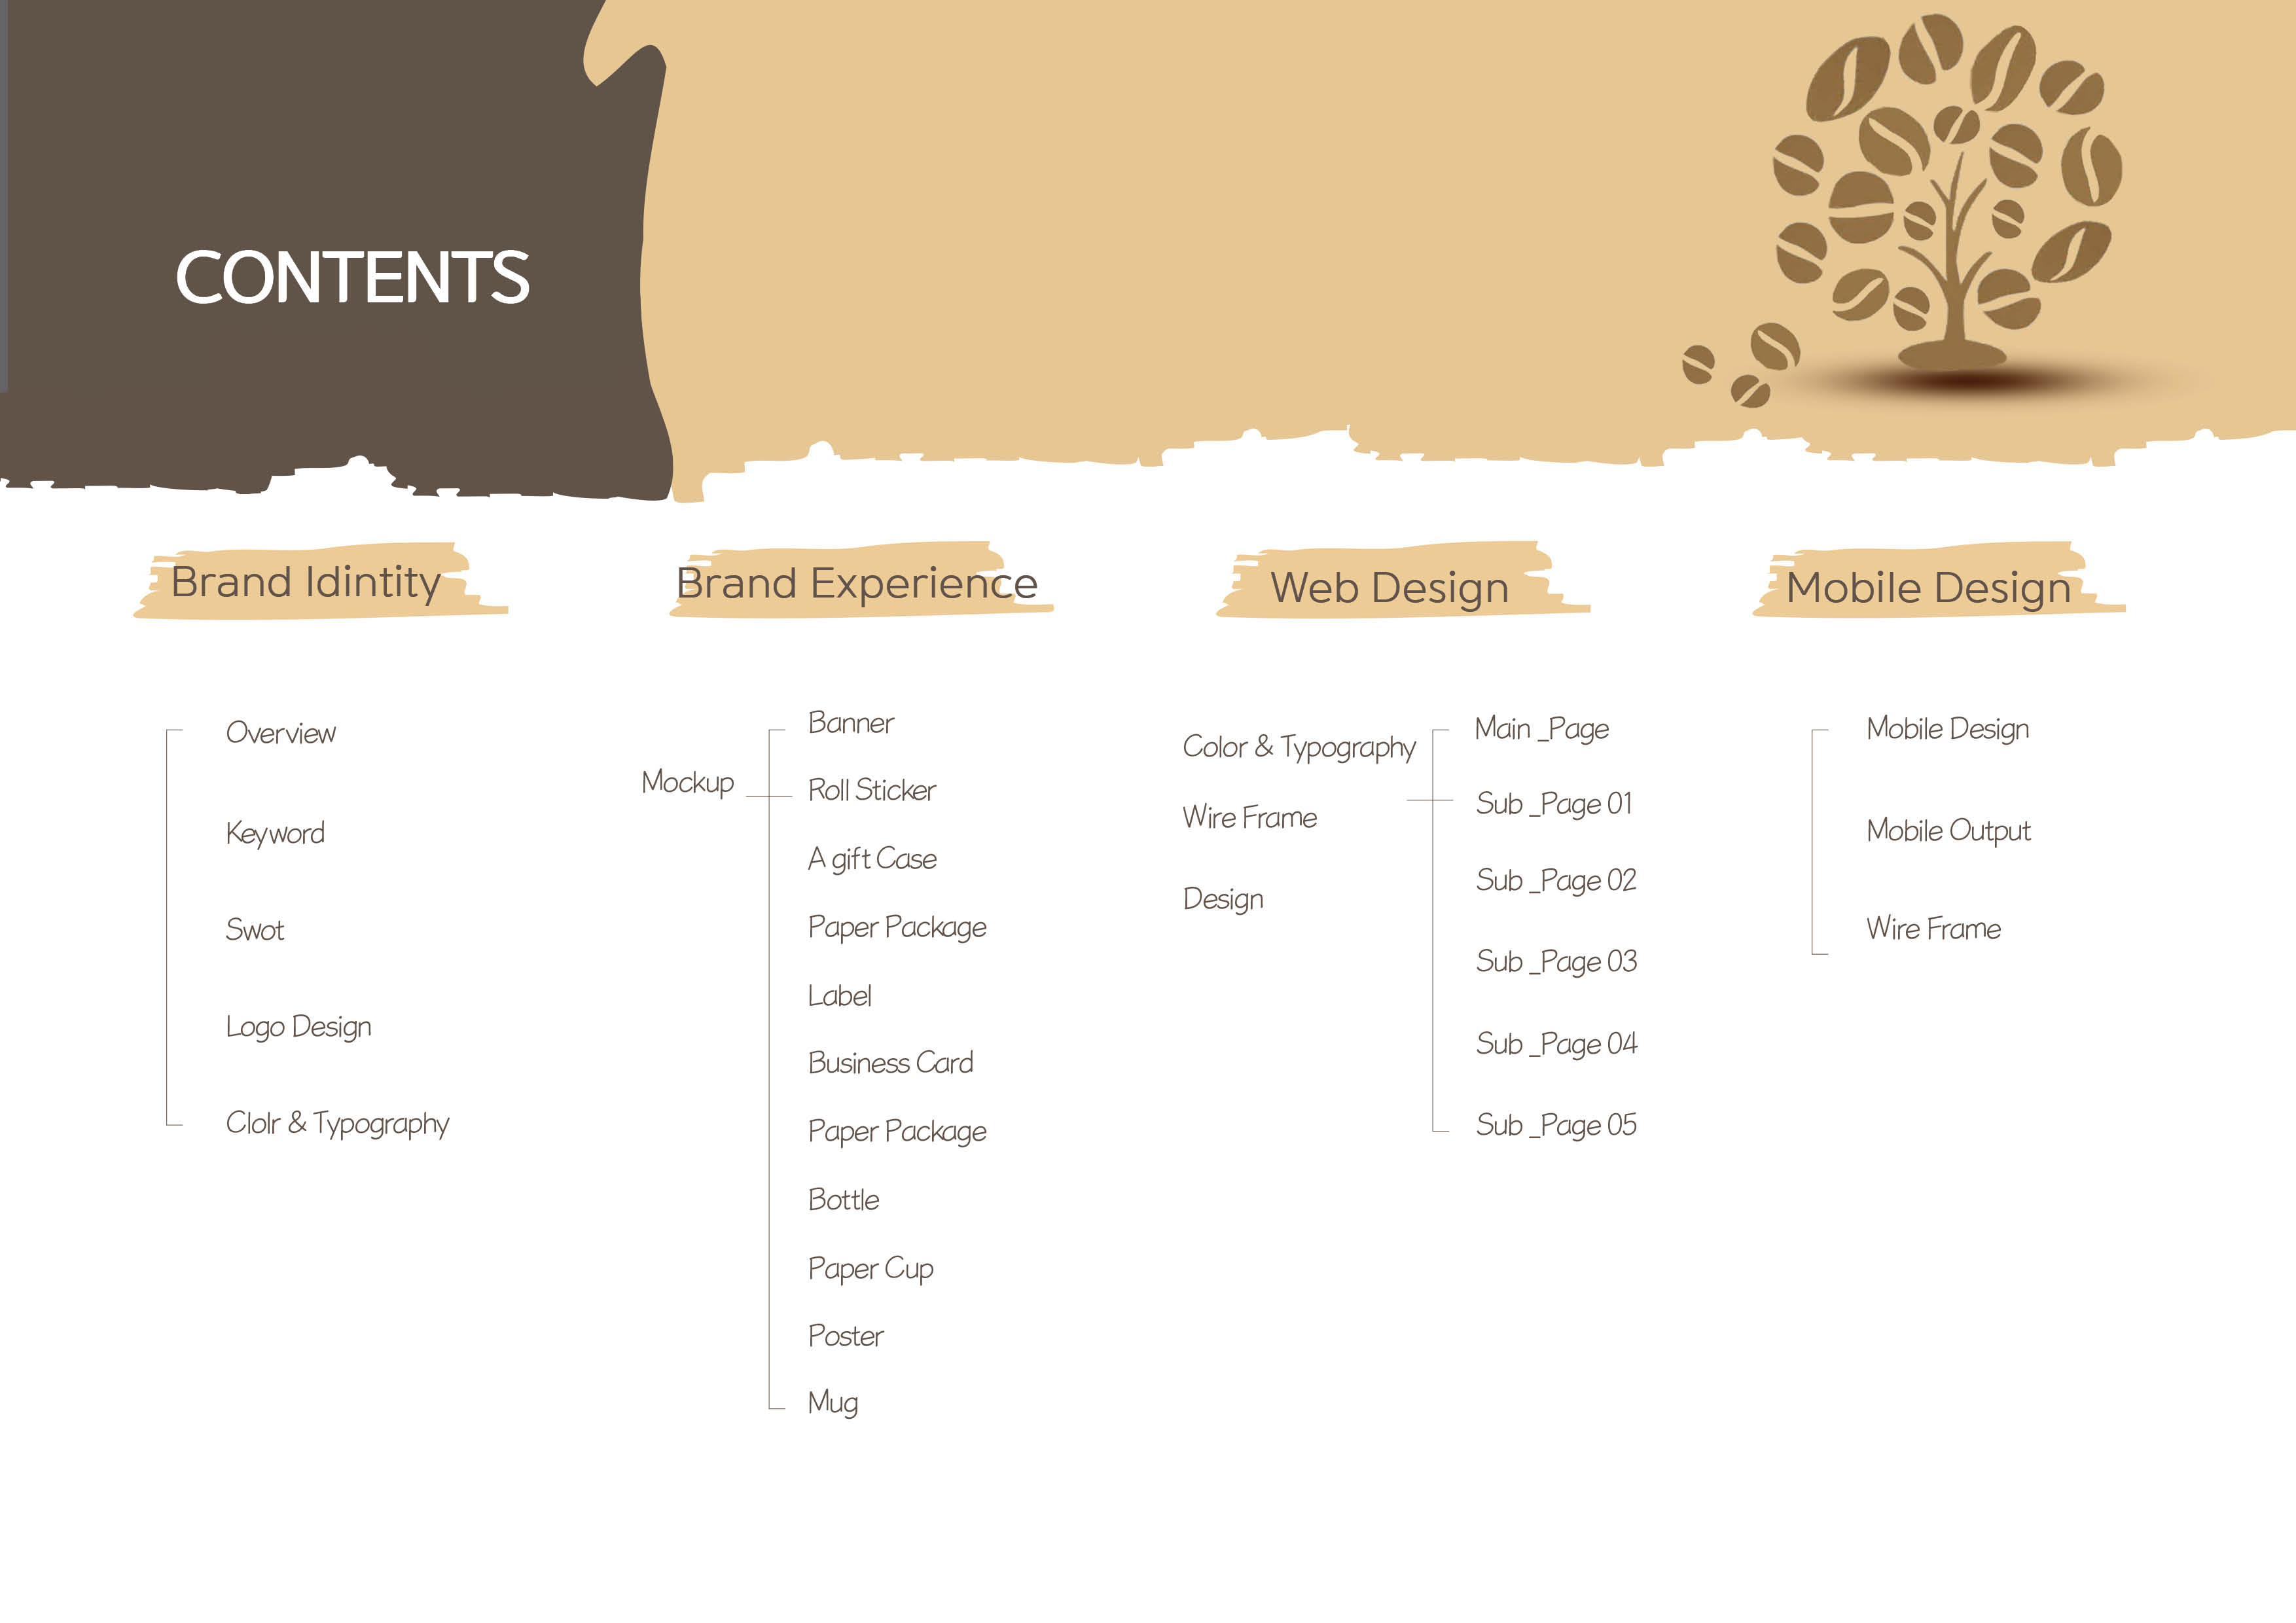 CONTENTS
Brand Idintity
Overview
Keyword
Swot
Logo Design
Clolr & Typography
Brand Experience
Mockup
Banner
Roll Sticker
A gift Case
Paper Package
Label
Business Card
Paper Package
Bottle
Paper Cup
Poster
Mug
Web Design
Color & Typography
Wire Frame
Design
Main _Page
Sub _Page 01
Sub _Page 02
Sub _Page 03
Sub _Page 04
Sub _Page 05
Mobile Design
Mobile Design
Mobile Output
Wire Frame